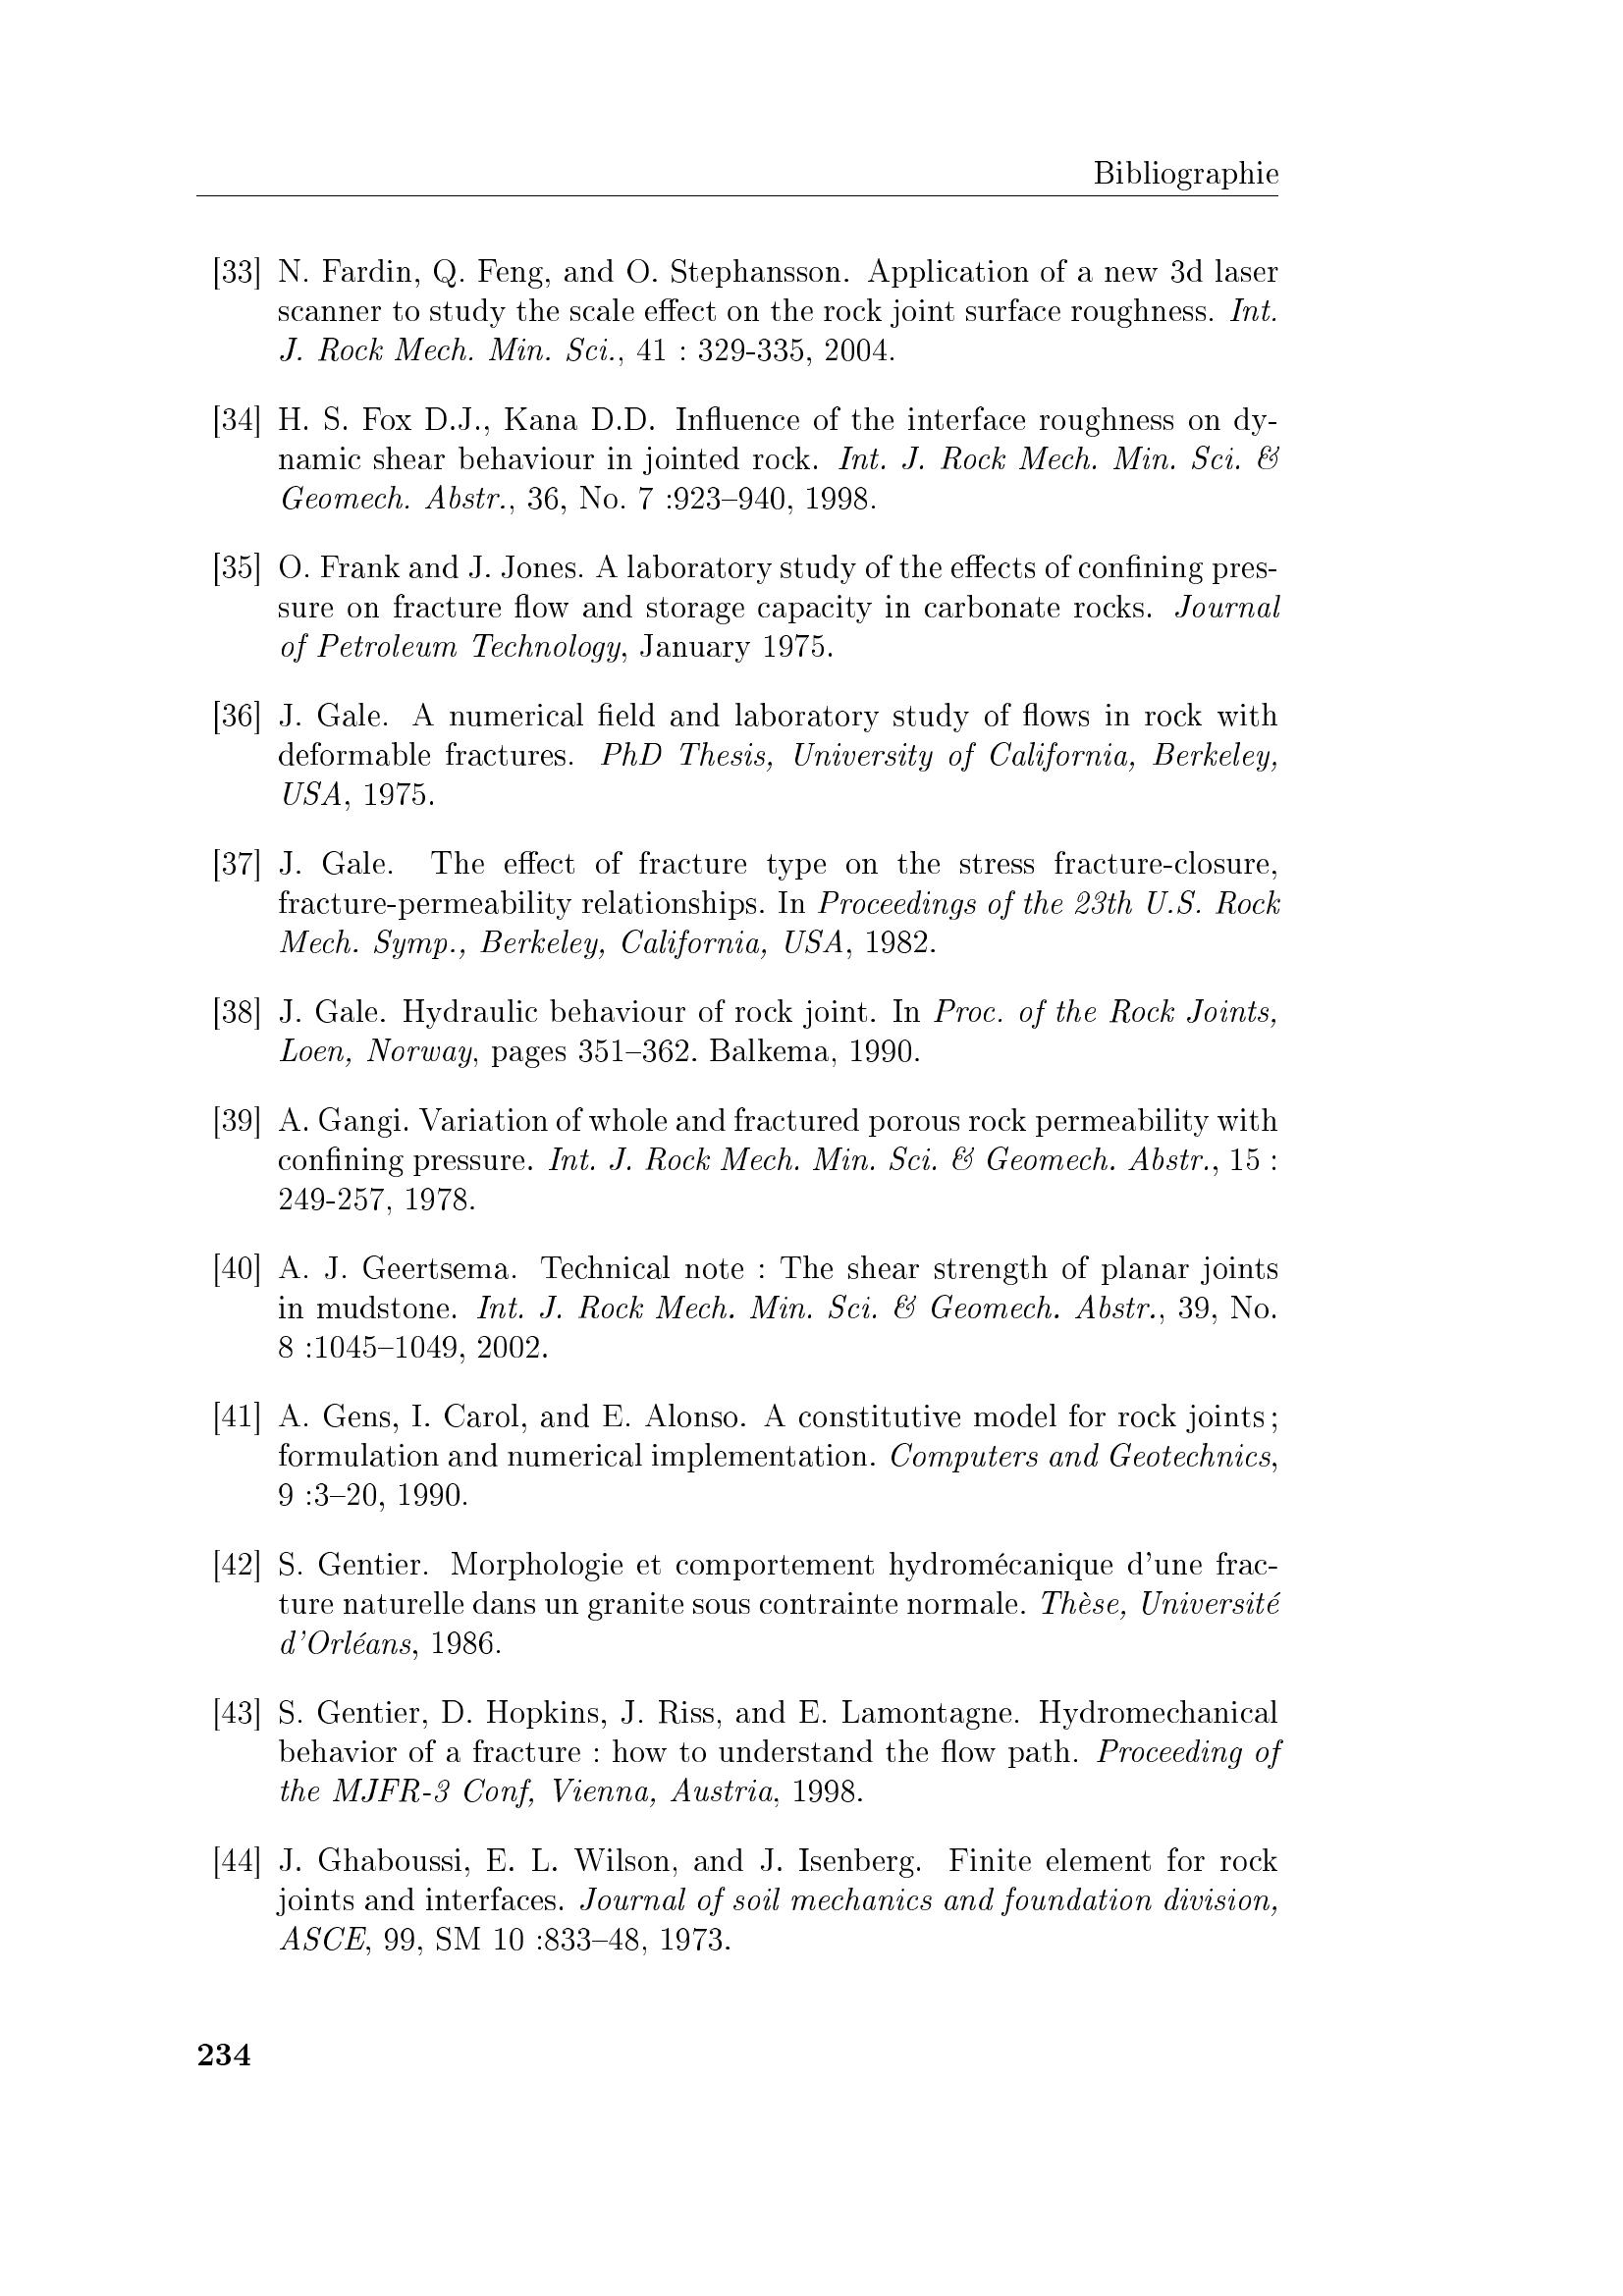 Bibliographie
[33] N. Fardin, Q. Feng, and O. Stephansson. Application of a new 3d laser
scanner to study the scale effect on the rock joint surface roughness. Int.
J. Rock Mech. Min. Sci., 41 : 329-335, 2004.
[34] H. S. Fox D.J., Kana D.D. Influence of the interface roughness on dy-
namic shear behaviour in jointed rock. Int. J. Rock Mech. Min. Sci. &
Geomech. Abstr., 36, No. 7 :923–940, 1998.
[35] O. Frank and J. Jones. A laboratory study of the effects of confining pres-
sure on fracture flow and storage capacity in carbonate rocks. Journal
of Petroleum Technology, January 1975.
[36] J. Gale. A numerical field and laboratory study of flows in rock with
deformable fractures. PhD Thesis, University of California, Berkeley,
USA, 1975.
[37] J. Gale. The effect of fracture type on the stress fracture-closure,
fracture-permeability relationships. In Proceedings of the 23th U.S. Rock
Mech. Symp., Berkeley, California, USA, 1982.
[38] J. Gale. Hydraulic behaviour of rock joint. In Proc. of the Rock Joints,
Loen, Norway, pages 351–362. Balkema, 1990.
[39] A. Gangi. Variation of whole and fractured porous rock permeability with
confining pressure. Int. J. Rock Mech. Min. Sci. & Geomech. Abstr., 15 :
249-257, 1978.
[40] A. J. Geertsema. Technical note : The shear strength of planar joints
in mudstone. Int. J. Rock Mech. Min. Sci. & Geomech. Abstr., 39, No.
8 :1045–1049, 2002.
[41] A. Gens, I. Carol, and E. Alonso. A constitutive model for rock joints ;
formulation and numerical implementation. Computers and Geotechnics,
9 :3–20, 1990.
[42] S. Gentier. Morphologie et comportement hydromécanique d'une frac-
ture naturelle dans un granite sous contrainte normale. Thèse, Université
d'Orléans, 1986.
[43] S. Gentier, D. Hopkins, J. Riss, and E. Lamontagne. Hydromechanical
behavior of a fracture : how to understand the flow path. Proceeding of
the MJFR-3 Conf, Vienna, Austria, 1998.
[44] J. Ghaboussi, E. L. Wilson, and J. Isenberg. Finite element for rock
joints and interfaces. Journal of soil mechanics and foundation division,
ASCE, 99, SM 10 :833–48, 1973.
234